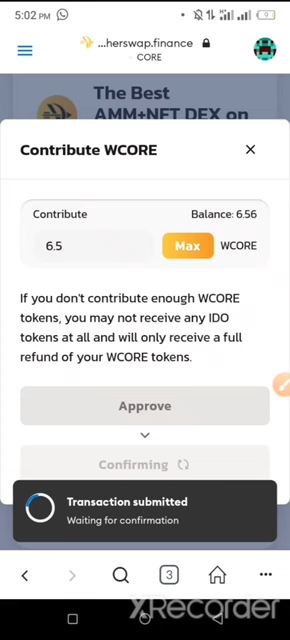 5:02 PM
...herswap.finance
CORE
The Best
AMM+NFT DEX on
Contribute WCORE
Contribute
Balance: 6.56
6.5
Max
WCORE
If you don't contribute enough WCORE
tokens, you may not receive any IDO
tokens at all and will only receive a full
refund of your WCORE tokens.
Approve
Confirming
Transaction submitted
Waiting for confirmation
3
XRecorder